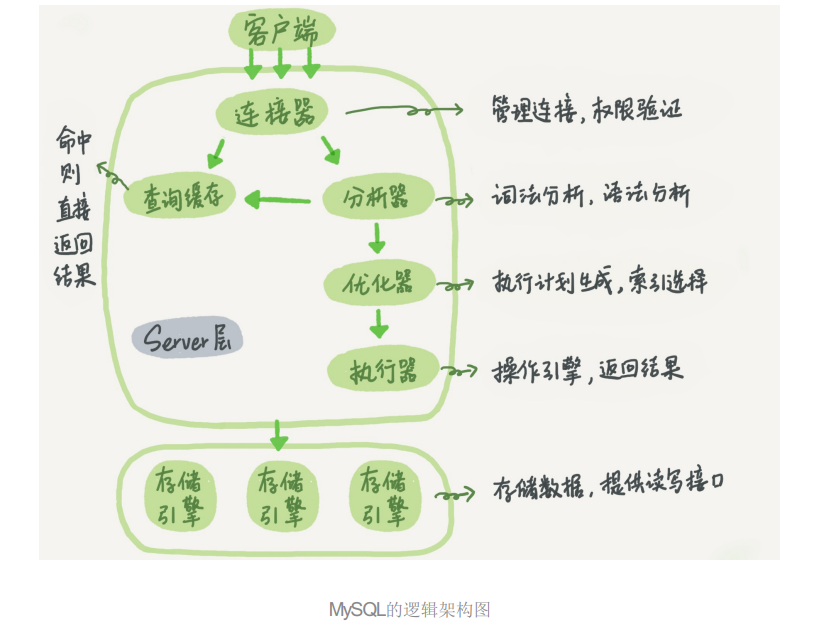 客户端
连接器
管理连接，权限验证
命中
则
直接
返回
结果
查询缓存
分析器
词法分析，语法分析
优化器
执行计划生成，索引选择
Server层
执行器
操作引擎，返回结果
存储
引擎
存储
引擎
存储
引擎
存储数据，提供读写接口
MySQL的逻辑架构图